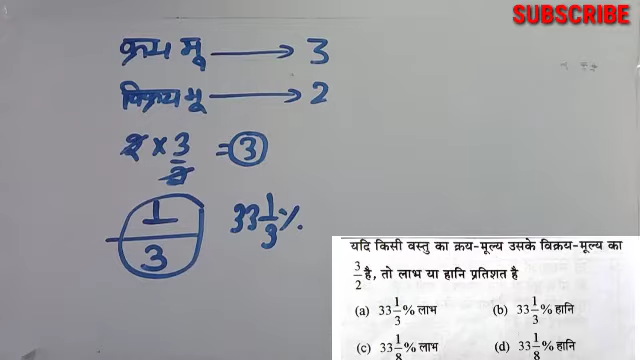 SUBSCRIBE
क्रय मू → 3
विक्रय मू → 2
2 × 3/2 = 3
1/3 33 1/3 %
यदि किसी वस्तु का क्रय-मूल्य उसके विक्रय-मूल्य का
3/2 है, तो लाभ या हानि प्रतिशत है
(a) 33 1/3 % लाभ (b) 33 1/3 % हानि
(c) 33 1/8 % लाभ (d) 33 1/8 % हानि